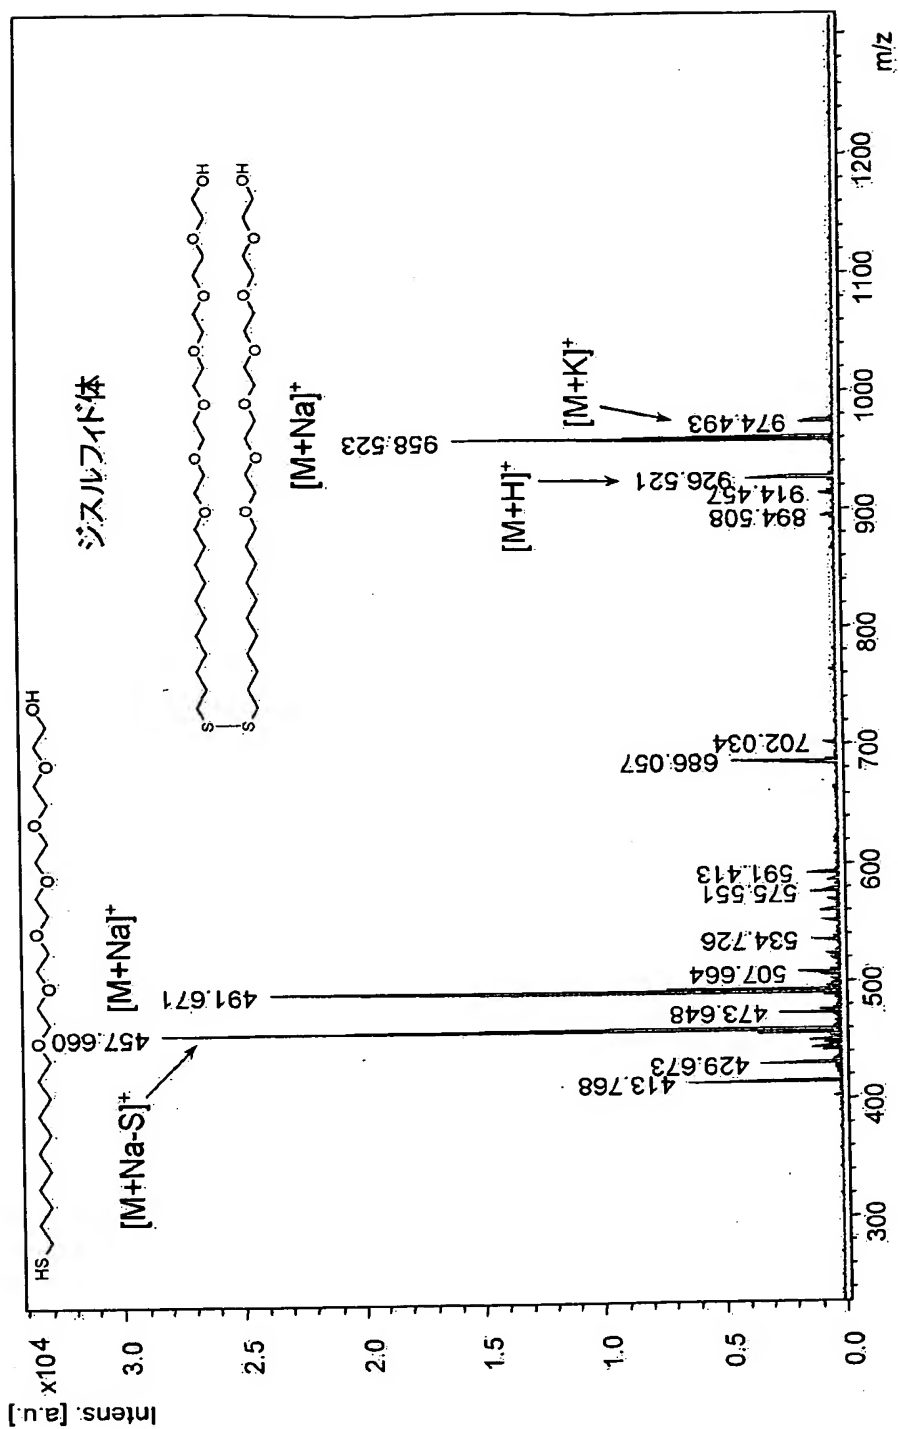 Intens. [a.u.]
x10^4
3.0
2.5
2.0
1.5
1.0
0.5
0.0
HS
O
O
O
O
O
O
OH
[M+Na-S]+
457.660
[M+Na]+
491.671
413.768
429.673
473.648
507.664
534.726
575.551
591.413
686.057
702.034
ジスルフィド体
S
O
O
O
O
O
O
OH
S
O
O
O
O
O
O
OH
[M+Na]+
958.523
[M+H]+
926.521
914.457
894.508
[M+K]+
974.493
300
400
500
600
700
800
900
1000
1100
1200
m/z